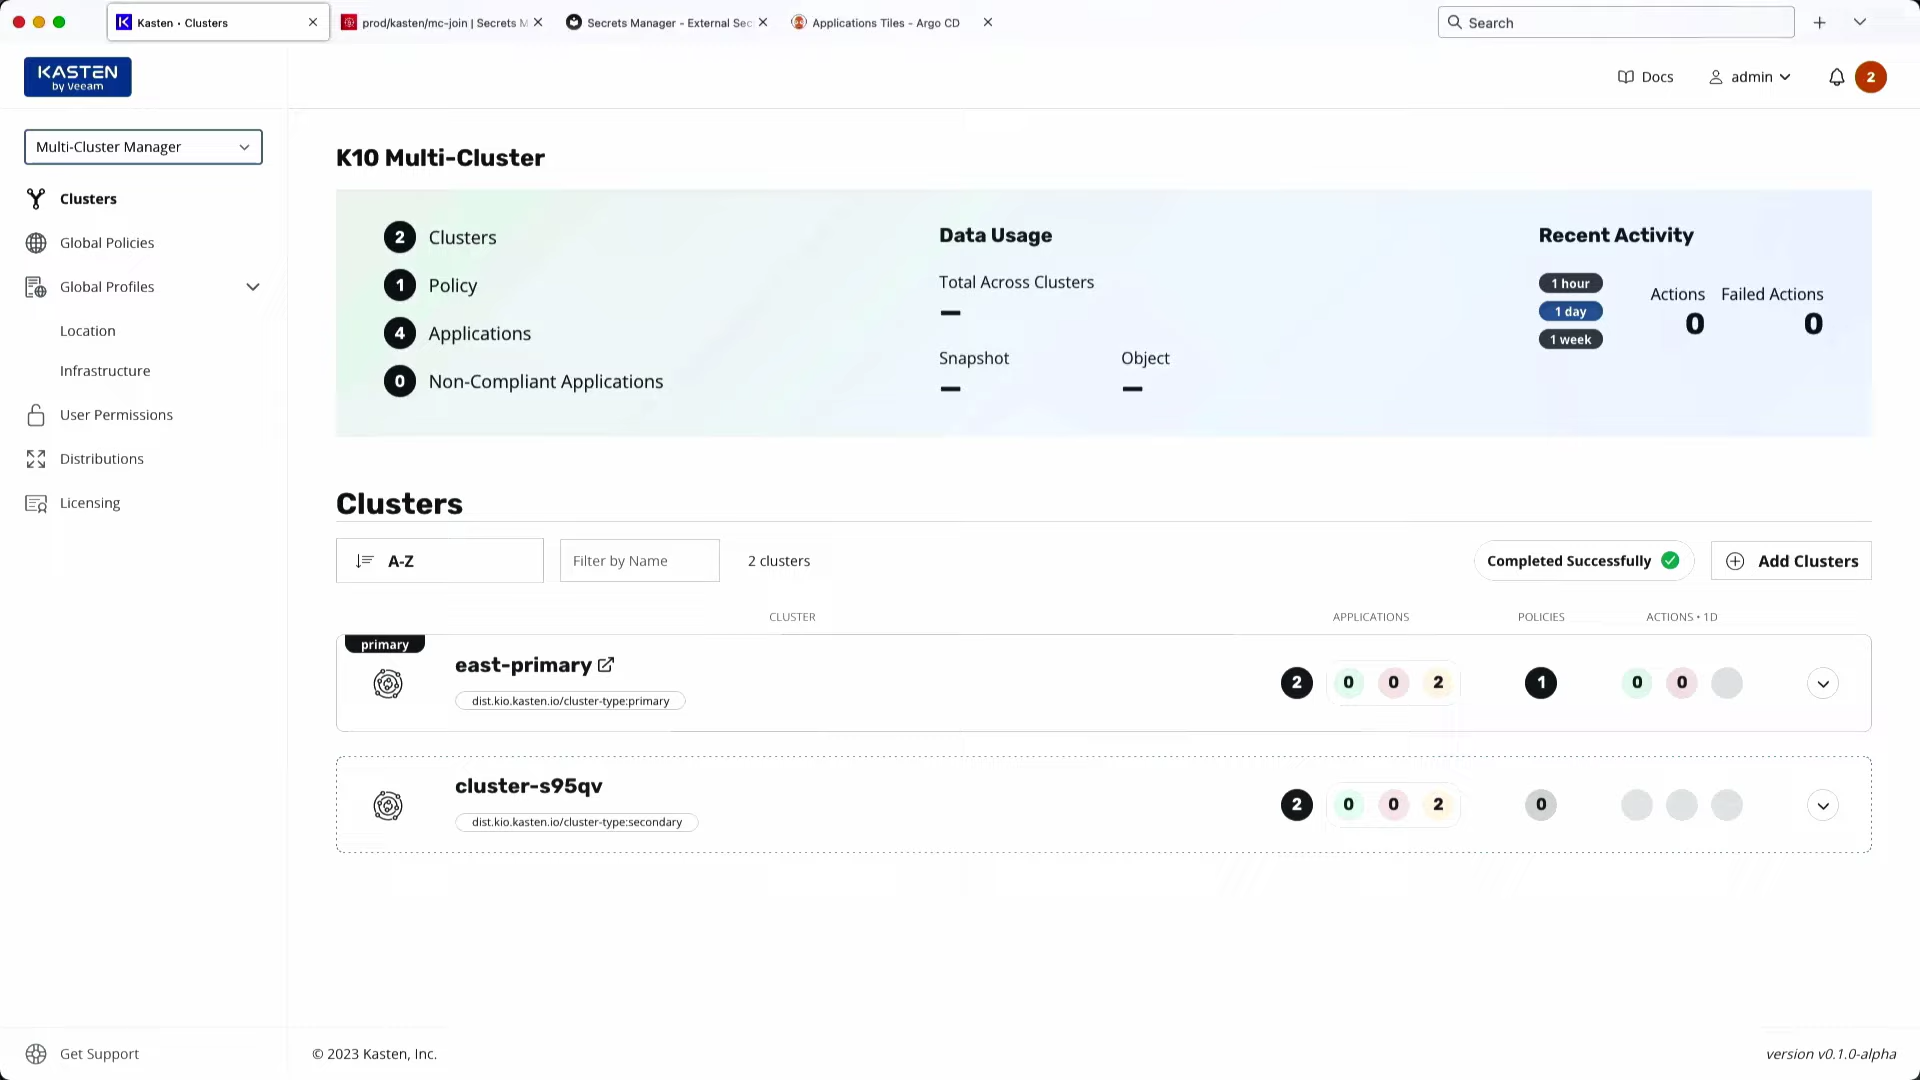 Kasten • Clusters
prod/kasten/mc-join | Secrets M
Secrets Manager - External Sec
Applications Tiles - Argo CD
Search
KASTEN
by Veeam
Docs
admin
2
Multi-Cluster Manager
Clusters
Global Policies
Global Profiles
Location
Infrastructure
User Permissions
Distributions
Licensing
K10 Multi-Cluster
2 Clusters
1 Policy
4 Applications
0 Non-Compliant Applications
Data Usage
Total Across Clusters
–
Snapshot Object
– –
Recent Activity
1 hour
1 day
1 week
Actions Failed Actions
0 0
Clusters
A-Z
Filter by Name
2 clusters
Completed Successfully
Add Clusters
CLUSTER APPLICATIONS POLICIES ACTIONS • 1D
primary
east-primary
dist.kio.kasten.io/cluster-type:primary
2 0 0 2 1 0 0
cluster-s95qv
dist.kio.kasten.io/cluster-type:secondary
2 0 0 2 0
Get Support
© 2023 Kasten, Inc.
version v0.1.0-alpha